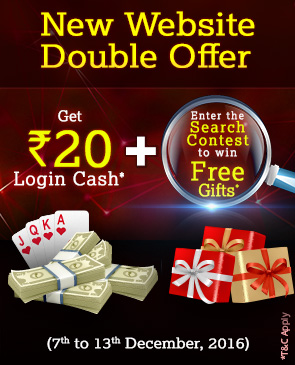 New Website
Double Offer
Get
₹20
Login Cash*
+
Enter the
Search
Contest
to win
Free
Gifts*
J Q K A
(7th to 13th December, 2016)
*T&C Apply